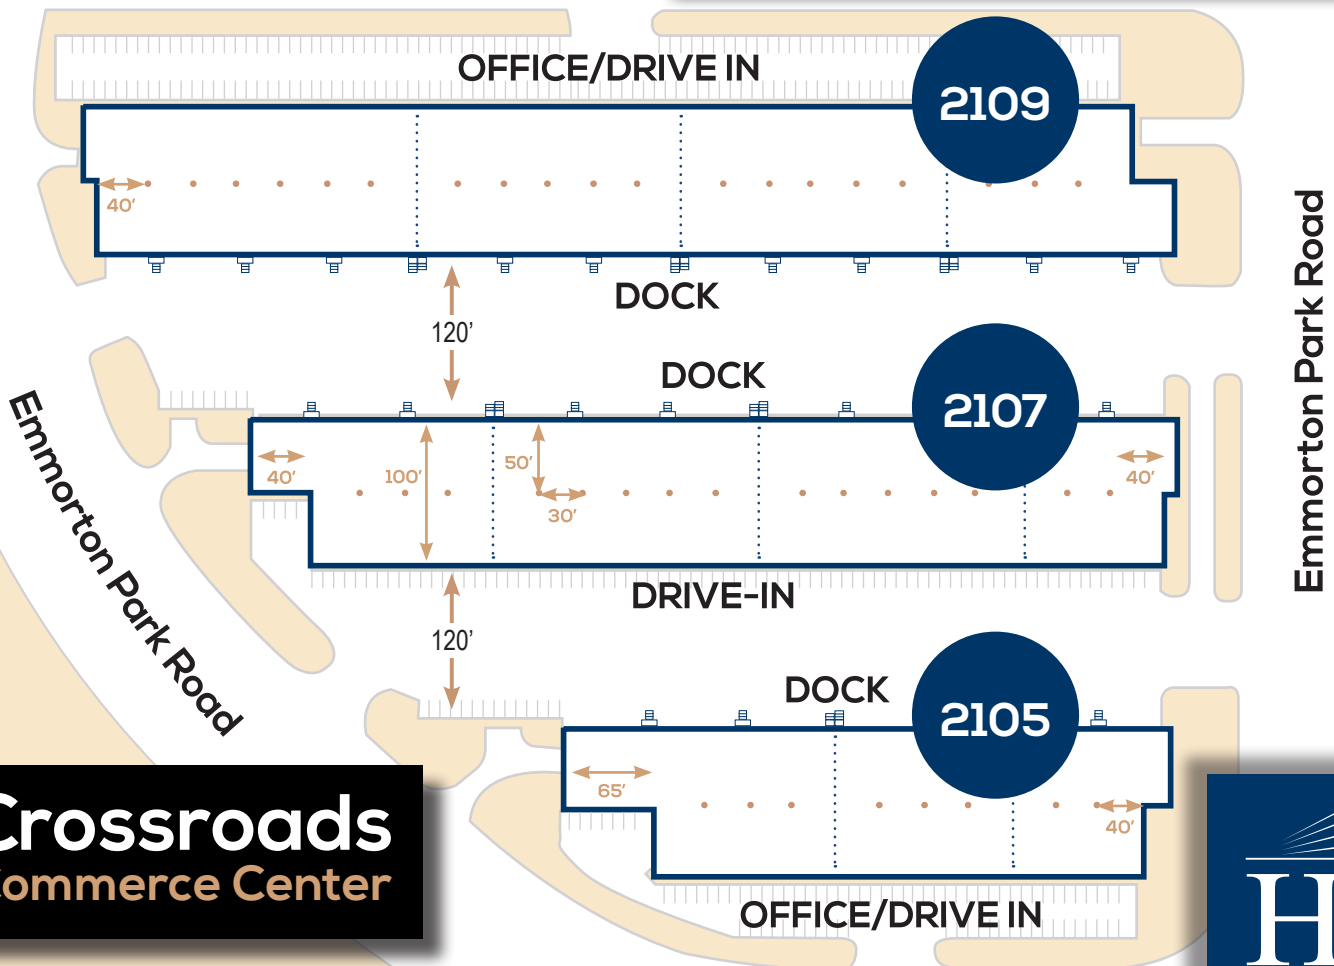 OFFICE/DRIVE IN
2109
40'
DOCK
120'
Emmorton Park Road
DOCK
2107
40'
100'
50'
30'
40'
DRIVE-IN
Emmorton Park Road
120'
DOCK
2105
65'
40'
OFFICE/DRIVE IN
Crossroads
Commerce Center
H